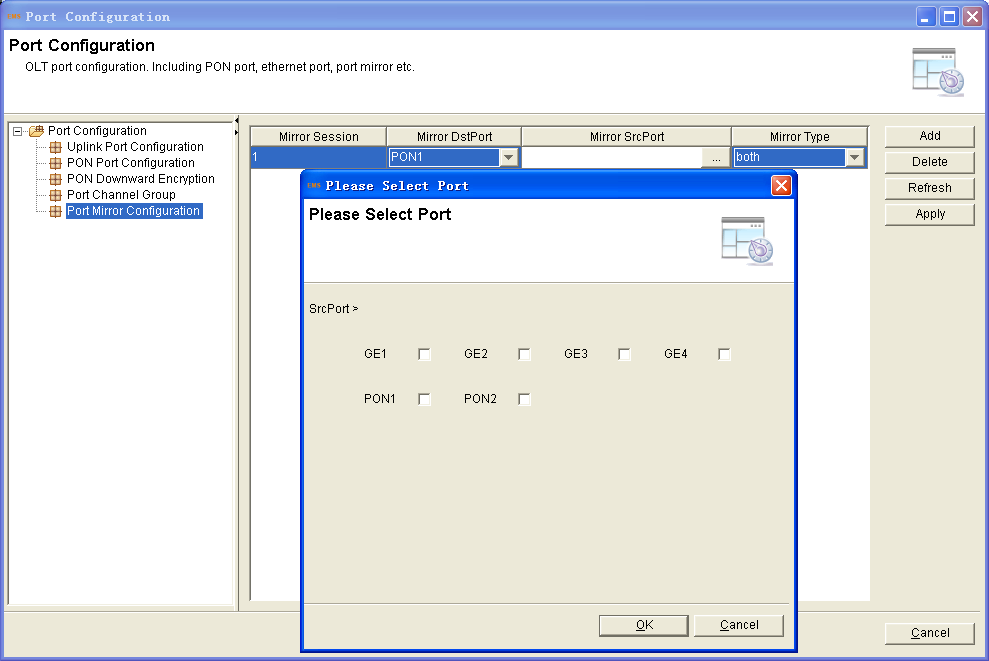 EMS Port Configuration
Port Configuration
OLT port configuration. Including PON port, ethernet port, port mirror etc.
Port Configuration
Uplink Port Configuration
PON Port Configuration
PON Downward Encryption
Port Channel Group
Port Mirror Configuration
Mirror Session Mirror DstPort Mirror SrcPort Mirror Type
1 PON1 ... both
Add
Delete
Refresh
Apply
EMS Please Select Port
Please Select Port
SrcPort >
GE1 GE2 GE3 GE4
PON1 PON2
OK Cancel
Cancel